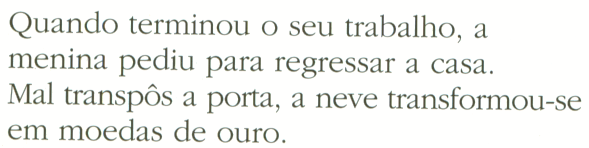 Quando terminou o seu trabalho, a
menina pediu para regressar a casa.
Mal transpôs a porta, a neve transformou-se
em moedas de ouro.